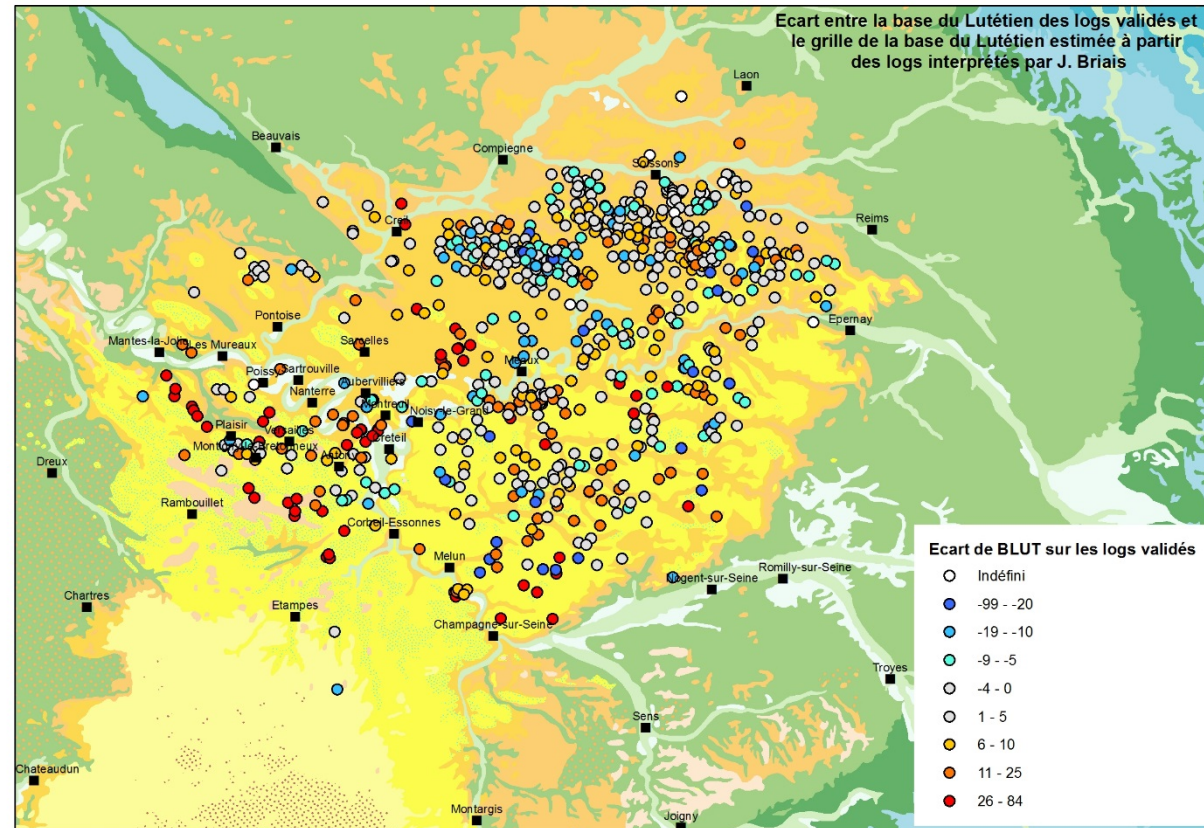 Ecart entre la base du Lutétien des logs validés et
le grille de la base du Lutétien estimée à partir
des logs interprétés par J. Briais
Laon
Beauvais
Compiegne
Soissons
Creil
Reims
Pontoise
Epernay
Mantes-la-Jolie
Les Mureaux
Sarcelles
Meaux
Poissy
Sartrouville
Aubervilliers
Nanterre
Montreuil
Noisy-le-Grand
Plaisir
Versailles
Creteil
Antony
Dreux
Rambouillet
Corbeil-Essonnes
Melun
Nogent-sur-Seine
Romilly-sur-Seine
Chartres
Etampes
Champagne-sur-Seine
Troyes
Sens
Chateaudun
Montargis
Joigny
Ecart de BLUT sur les logs validés
Indéfini
-99 - -20
-19 - -10
-9 - -5
-4 - 0
1 - 5
6 - 10
11 - 25
26 - 84